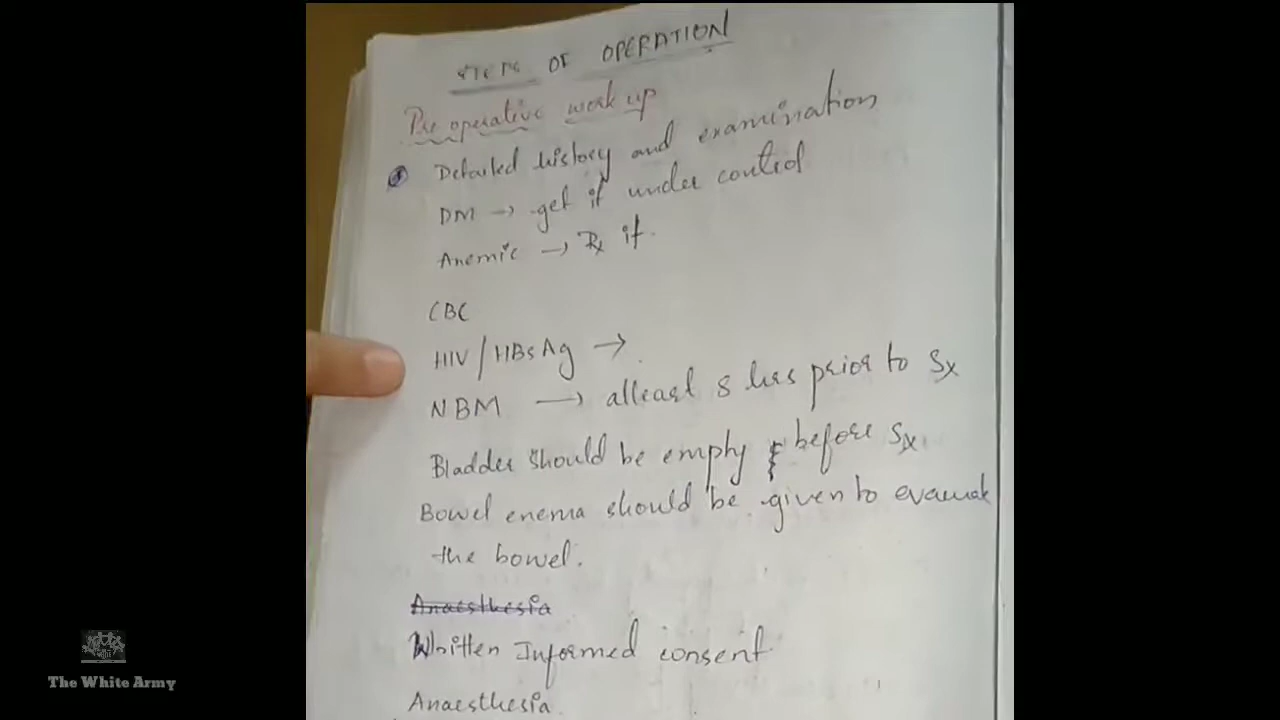 STEPS OF OPERATION
Pre operative work up
Detailed history and examination
DM → get it under control
Anemic → Rx it.
CBC
HIV / HBsAg →
NBM → atleast 8 hrs prior to Sx
Bladder should be empty before Sx.
Bowel enema should be given to evacuate
the bowel.
Anaesthesia
Written Informed consent
Anaesthesia
The White Army